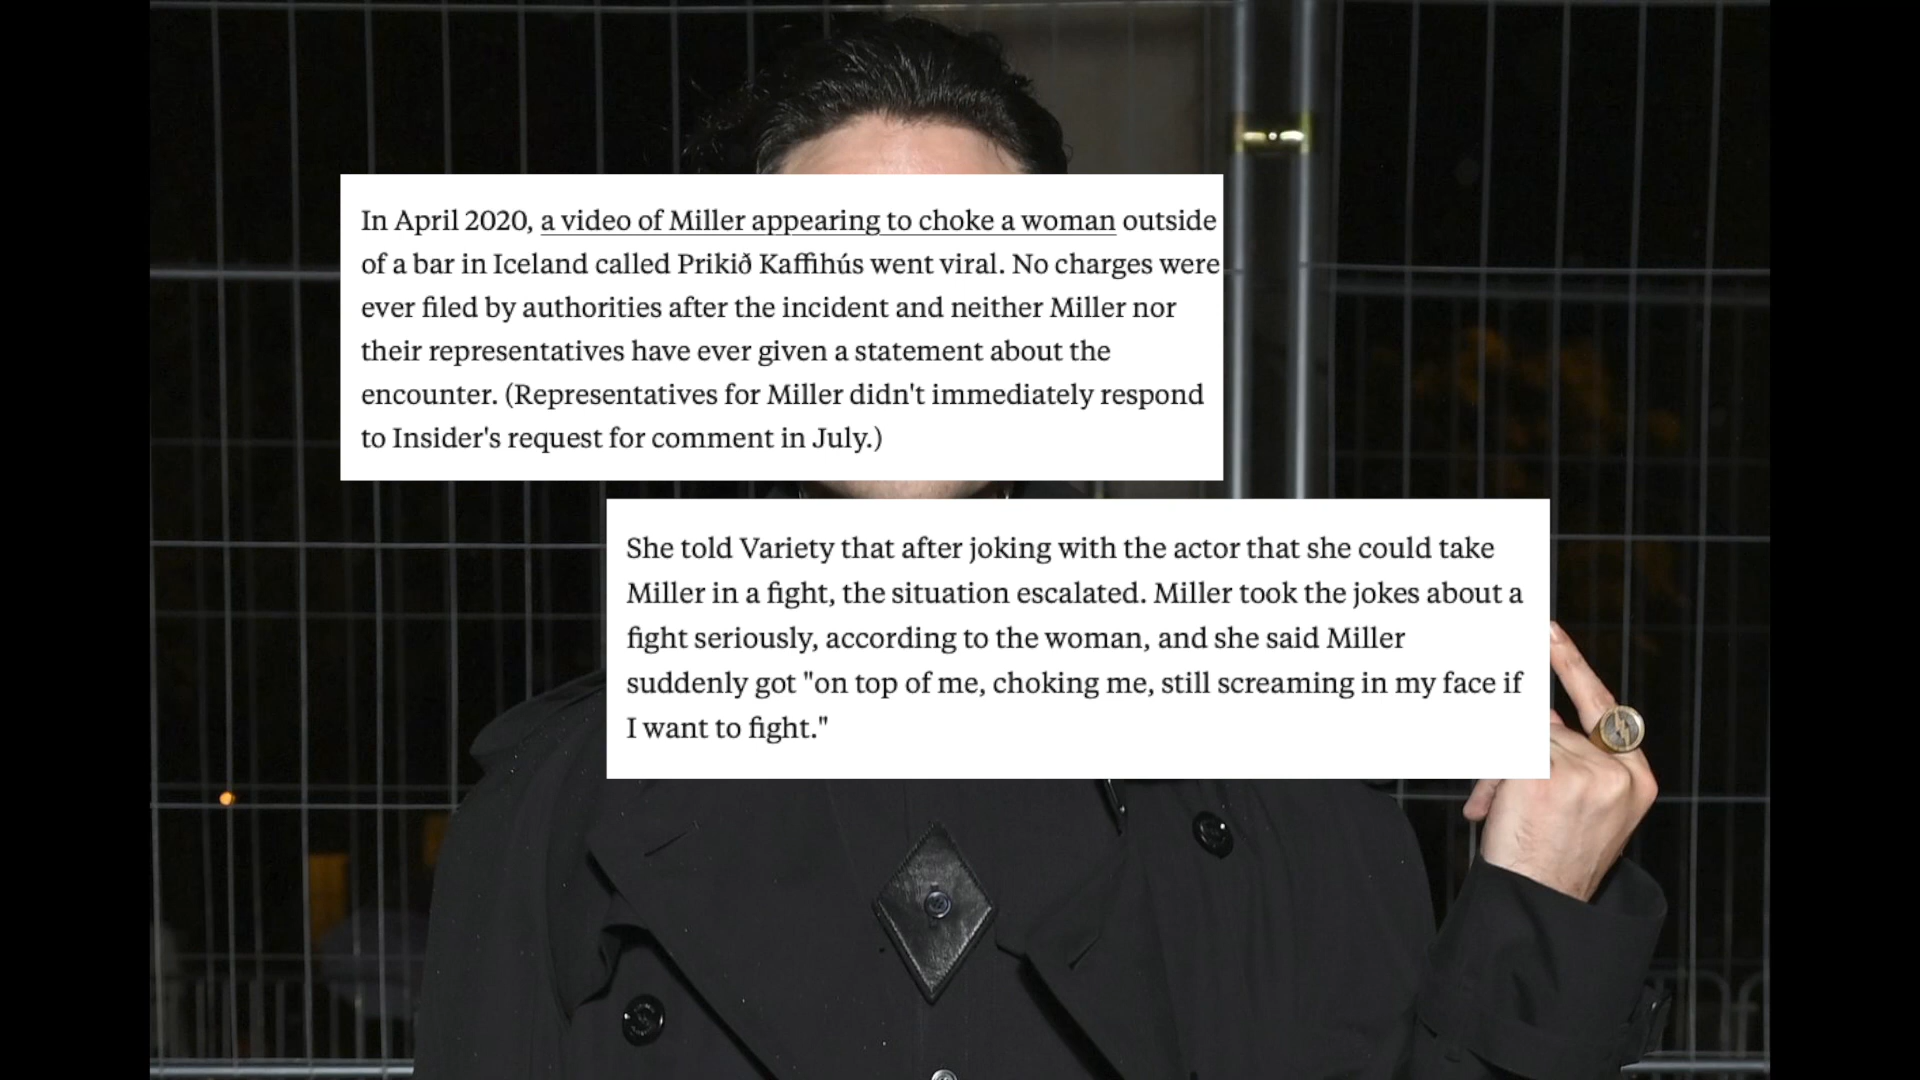 In April 2020, a video of Miller appearing to choke a woman outside
of a bar in Iceland called Prikið Kaffihús went viral. No charges were
ever filed by authorities after the incident and neither Miller nor
their representatives have ever given a statement about the
encounter. (Representatives for Miller didn't immediately respond
to Insider's request for comment in July.)
She told Variety that after joking with the actor that she could take
Miller in a fight, the situation escalated. Miller took the jokes about a
fight seriously, according to the woman, and she said Miller
suddenly got "on top of me, choking me, still screaming in my face if
I want to fight."